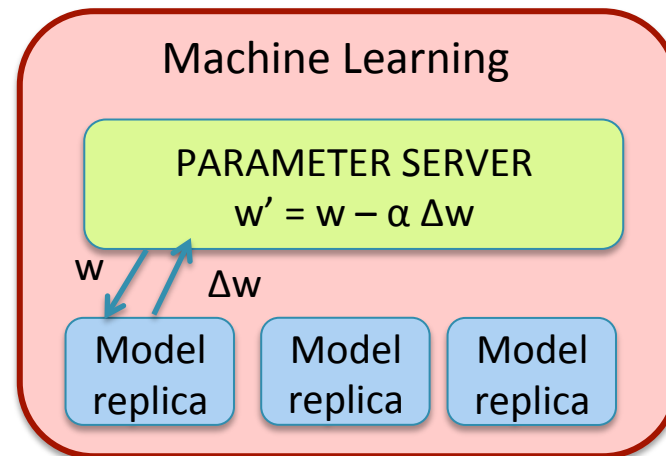 Machine Learning
PARAMETER SERVER
w’ = w – α Δw
w
Δw
Model
replica
Model
replica
Model
replica